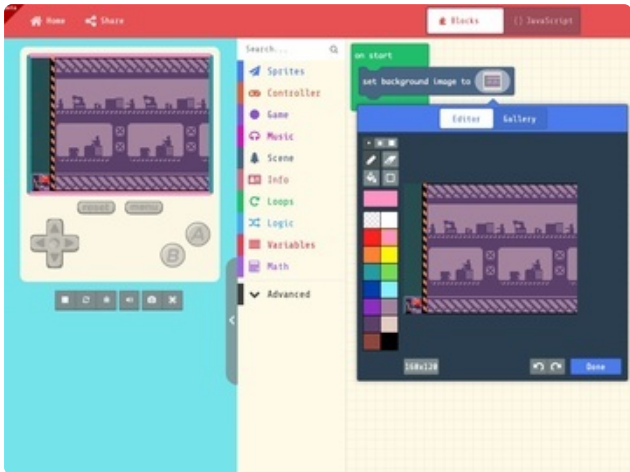 Home
Share
Blocks
{} JavaScript
Search...
Sprites
Controller
Game
Music
Scene
Info
Loops
Logic
Variables
Math
Advanced
on start
set background image to
Editor
Gallery
reset
menu
A
B
160x120
Done